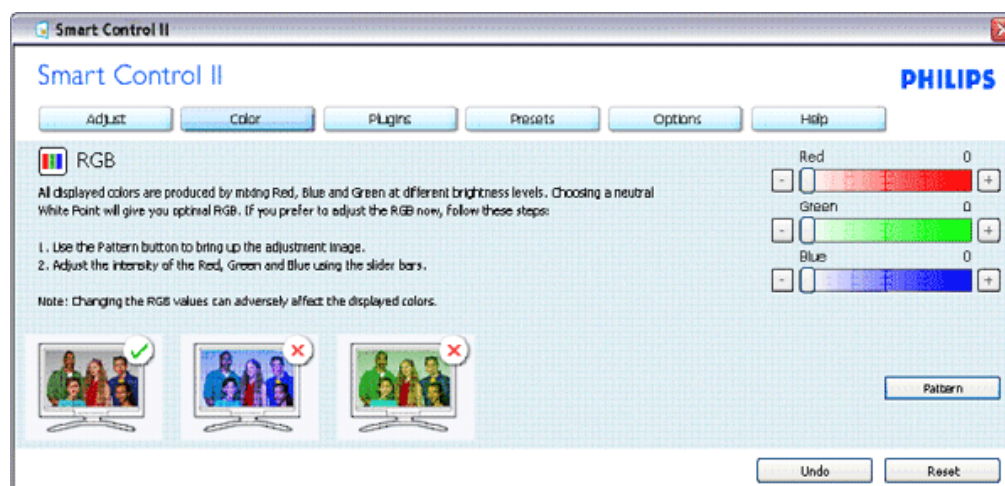 Smart Control II
Smart Control II
PHILIPS
Adjust Color Plugins Presets Options Help
RGB
All displayed colors are produced by mixing Red, Blue and Green at different brightness levels. Choosing a neutral
White Point will give you optimal RGB. If you prefer to adjust the RGB now, follow these steps:
1. Use the Pattern button to bring up the adjustment image.
2. Adjust the intensity of the Red, Green and Blue using the slider bars.
Note: Changing the RGB values can adversely affect the displayed colors.
Red 0
- +
Green 0
- +
Blue 0
- +
Pattern
Undo Reset